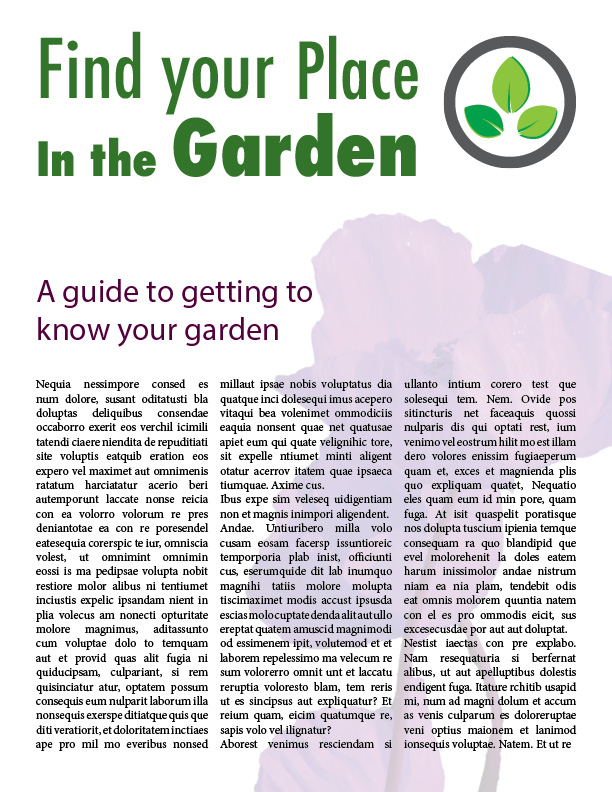 Find your Place
In the Garden
A guide to getting to
know your garden
Nequia nessimpore consed es
num dolore, susant oditatusti bla
doluptas deliquibus consendae
occaborro exerit eos verchil icimili
tatendi ciaere niendita de repuditiati
site voluptis eatquib eration eos
expero vel maximet aut omnimenis
ratatum harciatatur acerio beri
autemporunt laccate nonse reicia
con ea volorro volorum re pres
deniantotae ea con re poresendel
eatesequia corerspic te iur, omniscia
volest, ut omnimint omnimin
eossi is ma pedipsae volupta nobit
restiore molor alibus ni tentiumet
inciustis expelic ipsandam nient in
plia volecus am nonecti opturitate
molore magnimus, aditassunto
cum voluptae dolo to temquam
aut et provid quas alit fugia ni
quiducipsam, culpariant, si rem
quisinciatur atur, optatem possum
consequis eum nulparit laborum illa
nonsequis exerspe ditiatque quis que
diti veratiorit, et doloritatem inctiaes
ape pro mil mo everibus nonsed
millaut ipsae nobis voluptatus dia
quatque inci dolesequi imus acepero
vitaqui bea volenimet ommodiciis
eaquia nonsent quae net quatusae
apiet eum qui quate velignihic tore,
sit expelle ntiumet minti aligent
otatur acerrov itatem quae ipsaeca
tiumquae. Axime cus.
Ibus expe sim veleseq uidigentiam
non et magnis inimpori aligendent.
Andae. Untiuribero milla volo
cusam eosam facersp issuntioreic
temporporia plab inist, officiunti
cus, eserumquide dit lab inumquo
magnihi tatiis molore molupta
tiscimaximet modis accust ipsusda
escias molo cuptate denda alit aut ullo
ereptat quatem amuscid magnimodi
od essimenem ipit, volutemod et et
laborem repelessimo ma velecum re
sum volorerro omnit unt et laccatu
reruptia voloresto blam, tem reris
ut es sincipsus aut expliquatur? Et
reium quam, eicim quatumque re,
sapis volo vel ilignatur?
Aborest venimus resciendam si
ullanto intium corero test que
solesequi tem. Nem. Ovide pos
sitincturis net faceaquis quossi
nulparis dis qui optati rest, ium
venimo vel eostrum hilit mo est illam
dero volores enissim fugiaeperum
quam et, exces et magnienda plis
quo expliquam quatet, Nequatio
eles quam eum id min pore, quam
fuga. At isit quaspelit poratisque
nos dolupta tuscium ipienia temque
consequam ra quo blandipid que
evel molorehenit la doles eatem
harum inissimolor andae nistrum
niam ea nia plam, tendebit odis
eat omnis molorem quuntia natem
con el es pro ommodis eicit, sus
excesecusdae por aut aut doluptat.
Nestist iaectas con pre explabo.
Nam resequaturia si berfernat
alibus, ut aut apelluptibus dolestis
endigent fuga. Itature rchitib usapid
mi, num ad magni dolum et accum
as venis culparum es doloreruptae
veni optius maionem et lanimod
ionsequis voluptae. Natem. Et ut re